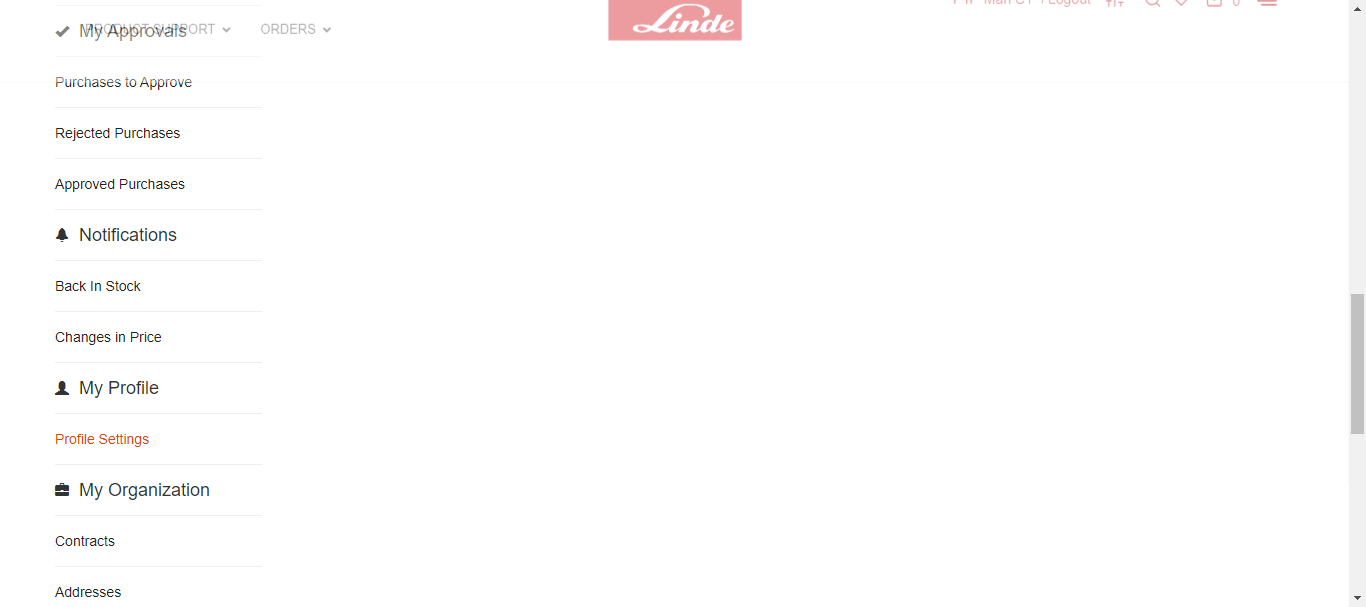 Logout
0
PRODUCT SUPPORT
ORDERS
Linde
My Approvals
Purchases to Approve
Rejected Purchases
Approved Purchases
Notifications
Back In Stock
Changes in Price
My Profile
Profile Settings
My Organization
Contracts
Addresses